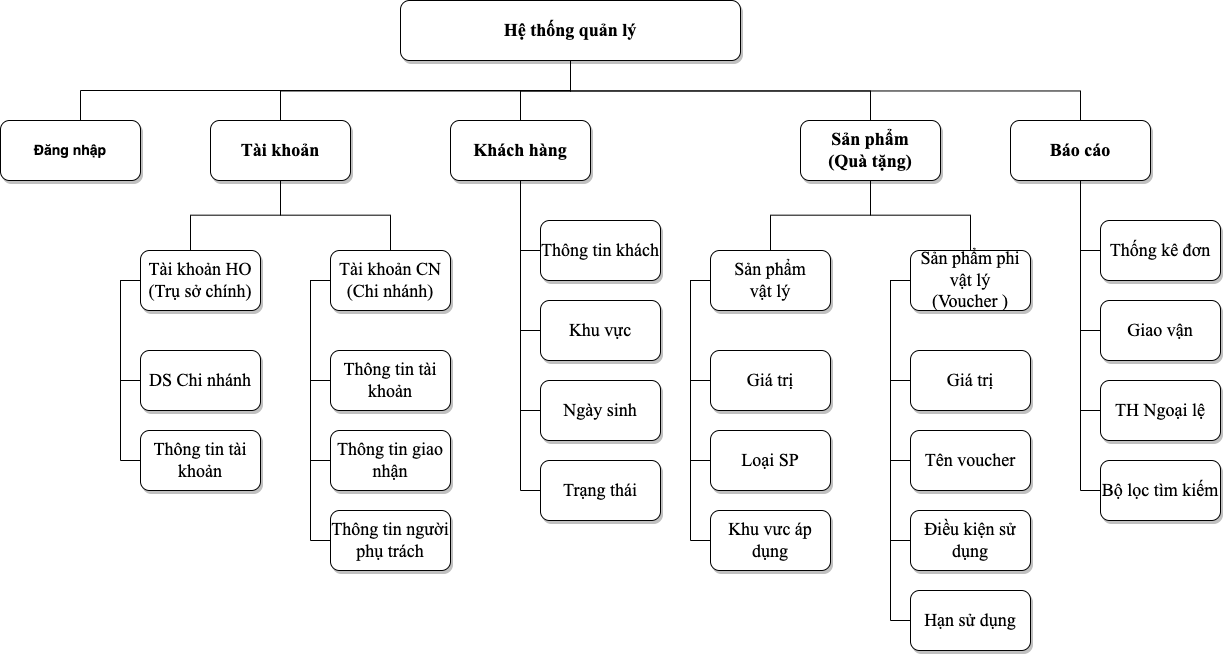 Hệ thống quản lý
Đăng nhập
Tài khoản
Khách hàng
Sản phẩm
(Quà tặng)
Báo cáo
Tài khoản HO
(Trụ sở chính)
DS Chi nhánh
Thông tin tài
khoản
Tài khoản CN
(Chi nhánh)
Thông tin tài
khoản
Thông tin giao
nhận
Thông tin người
phụ trách
Thông tin khách
Khu vực
Ngày sinh
Trạng thái
Sản phẩm
vật lý
Giá trị
Loại SP
Khu vưc áp
dụng
Sản phẩm phi
vật lý
(Voucher )
Giá trị
Tên voucher
Điều kiện sử
dụng
Hạn sử dụng
Thống kê đơn
Giao vận
TH Ngoại lệ
Bộ lọc tìm kiếm